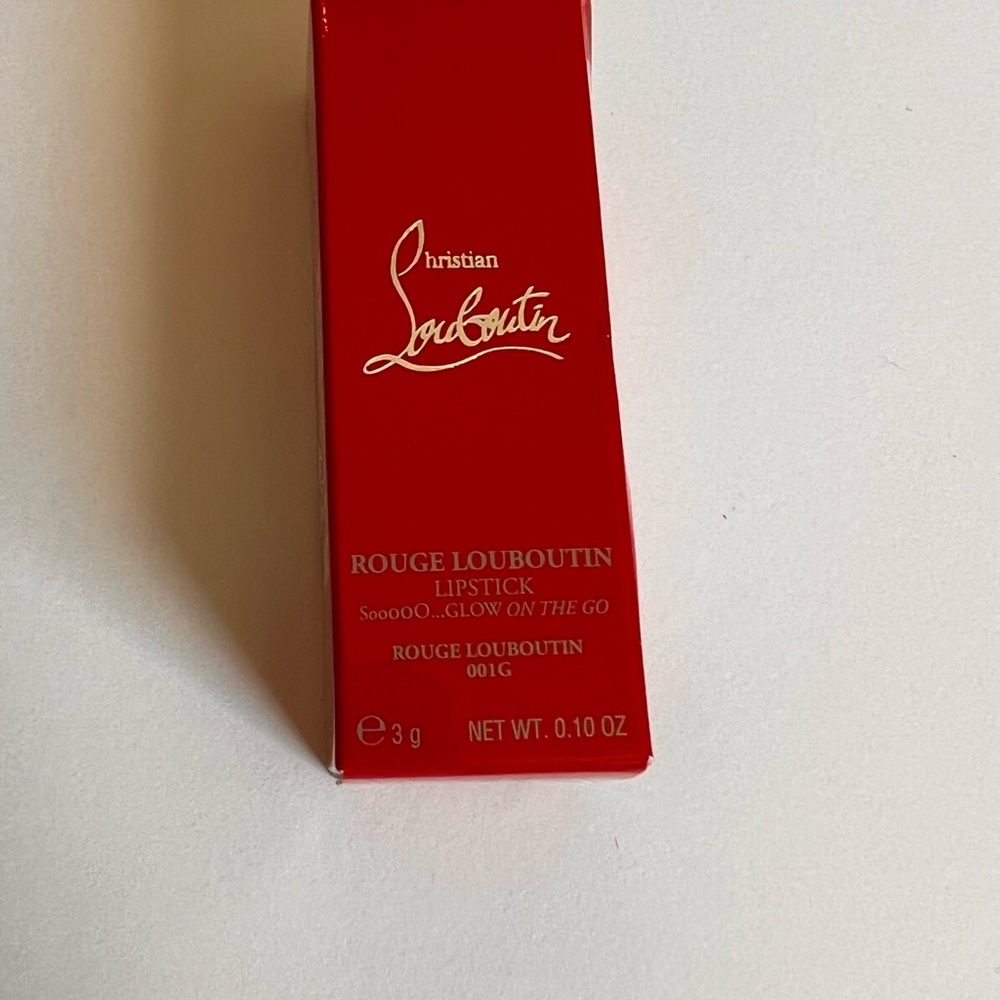 Christian
Louboutin
ROUGE LOUBOUTIN
LIPSTICK
SooooO...GLOW ON THE GO
ROUGE LOUBOUTIN
001G
℮ 3 g NET WT. 0.10 OZ